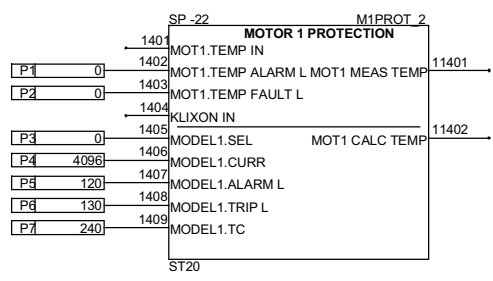 SP -22 M1PROT_2
MOTOR 1 PROTECTION
1401 MOT1.TEMP IN
P1 0 1402 MOT1.TEMP ALARM L MOT1 MEAS TEMP 11401
P2 0 1403 MOT1.TEMP FAULT L
1404 KLIXON IN
P3 0 1405 MODEL1.SEL MOT1 CALC TEMP 11402
P4 4096 1406 MODEL1.CURR
P5 120 1407 MODEL1.ALARM L
P6 130 1408 MODEL1.TRIP L
P7 240 1409 MODEL1.TC
ST20